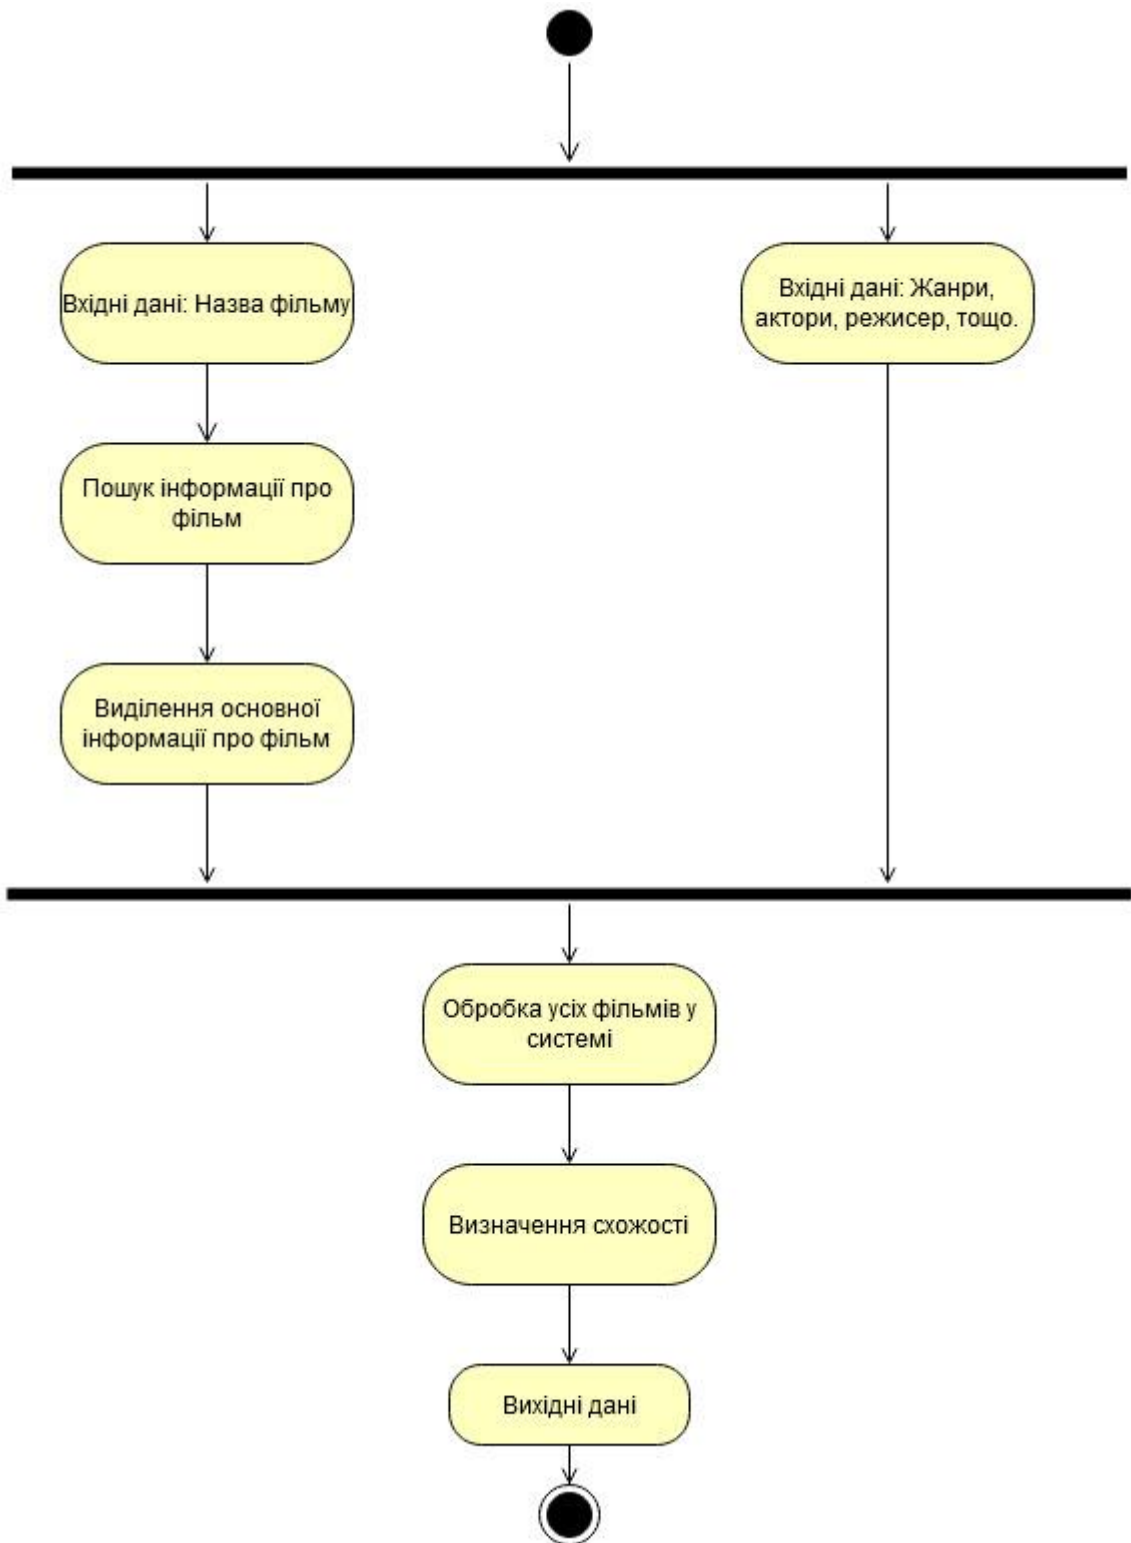 Вхідні дані: Назва фільму
Вхідні дані: Жанри,
актори, режисер, тощо.
Пошук інформації про
фільм
Виділення основної
інформації про фільм
Обробка усіх фільмів у
системі
Визначення схожості
Вихідні дані